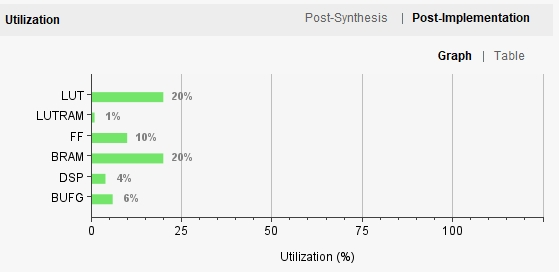 Utilization Post-Synthesis | Post-Implementation
Graph | Table
LUT 20%
LUTRAM 1%
FF 10%
BRAM 20%
DSP 4%
BUFG 6%
0 25 50 75 100
Utilization (%)